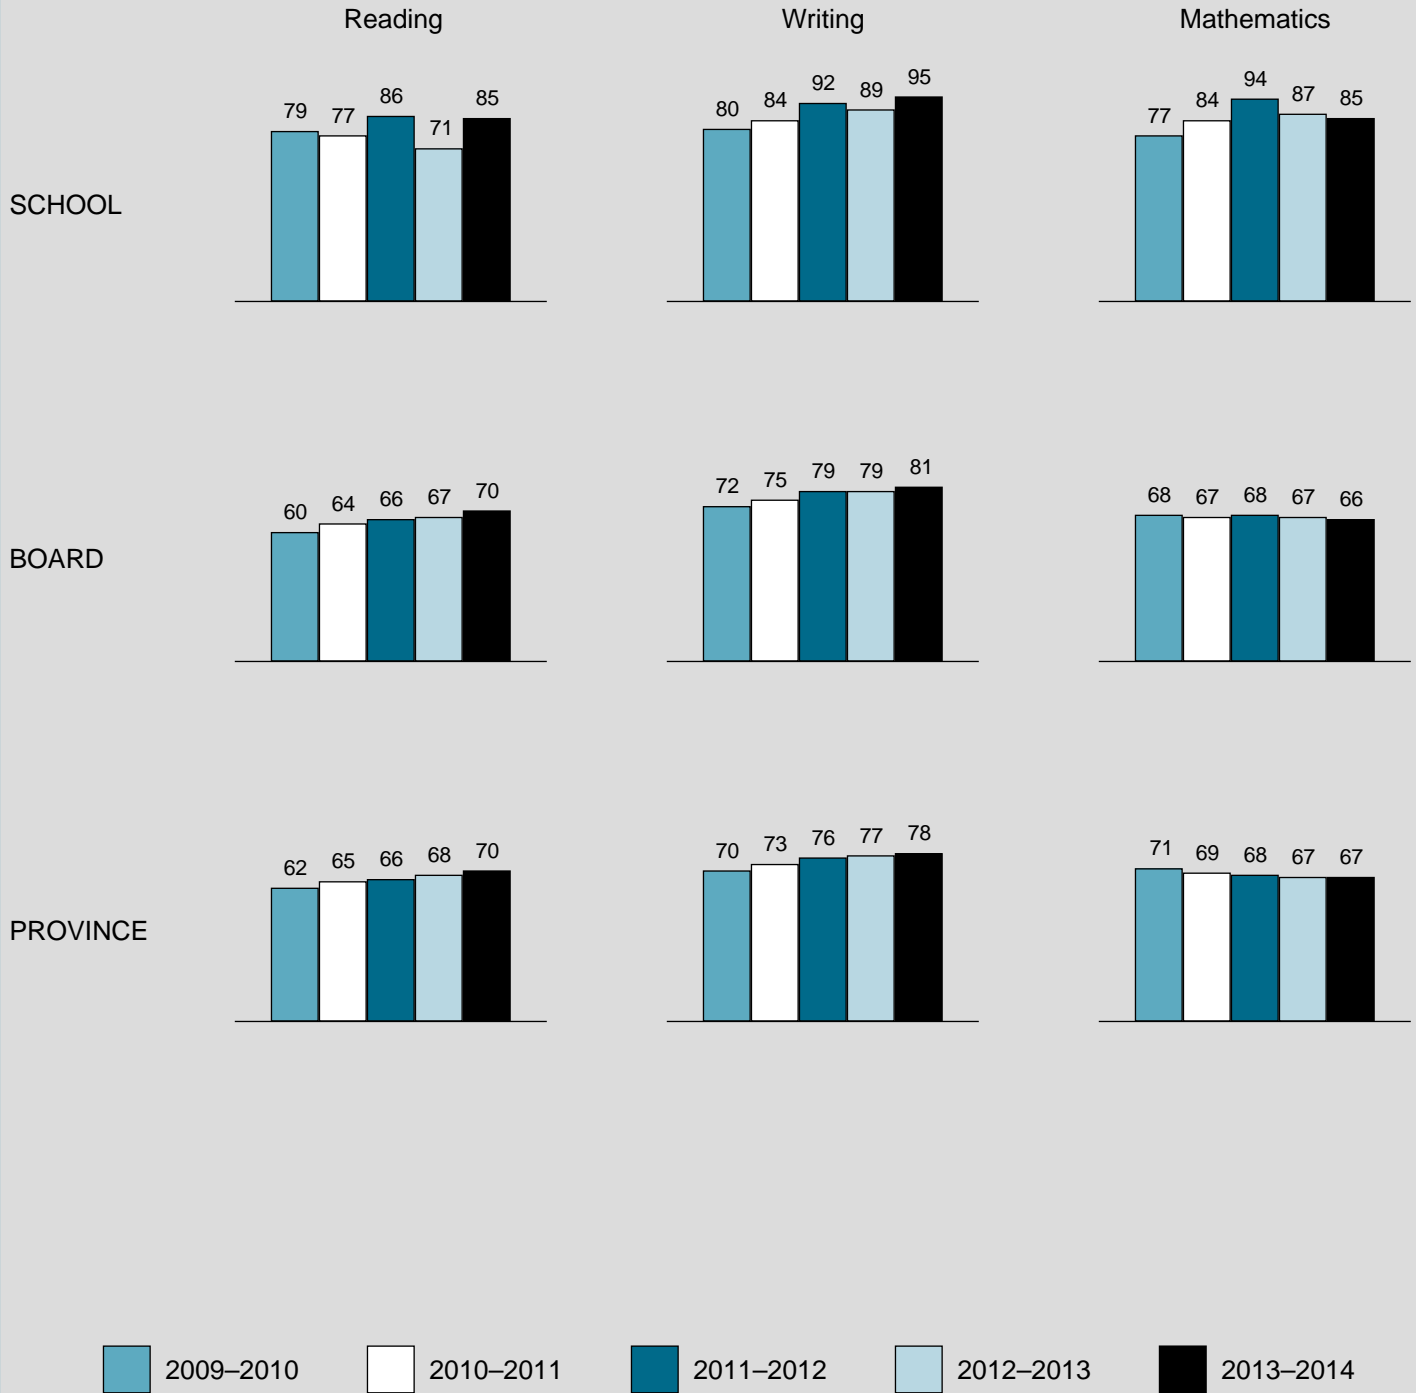 Reading Writing Mathematics
79 77 86 71 85 80 84 92 89 95 77 84 94 87 85
SCHOOL
60 64 66 67 70 72 75 79 79 81 68 67 68 67 66
BOARD
62 65 66 68 70 70 73 76 77 78 71 69 68 67 67
PROVINCE
2009–2010 2010–2011 2011–2012 2012–2013 2013–2014